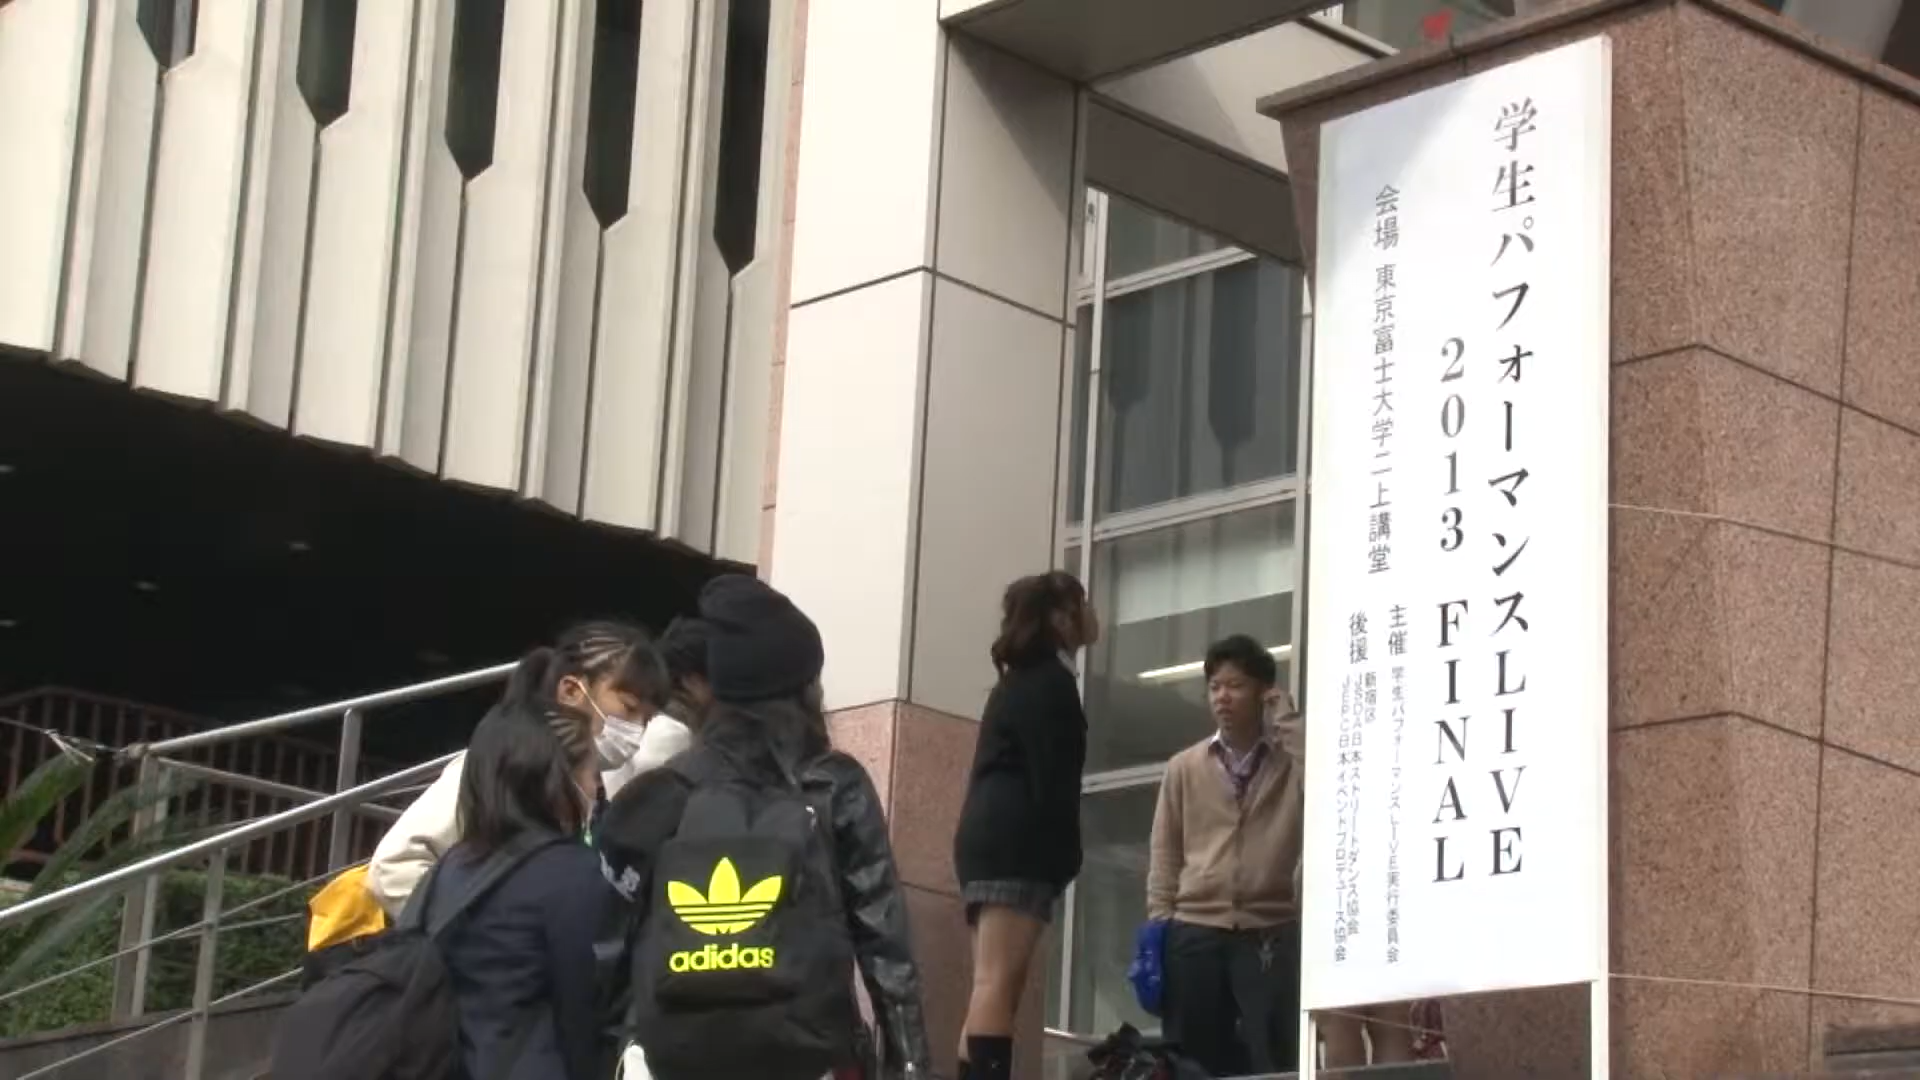 学生パフォーマンスLIVE
2013 FINAL
会場 東京富士大学二上講堂
主催 学生パフォーマンスLIVE実行委員会
後援 新宿区
JSDA日本ストリートダンス協会
JEPC日本イベントプロデュース協会
adidas